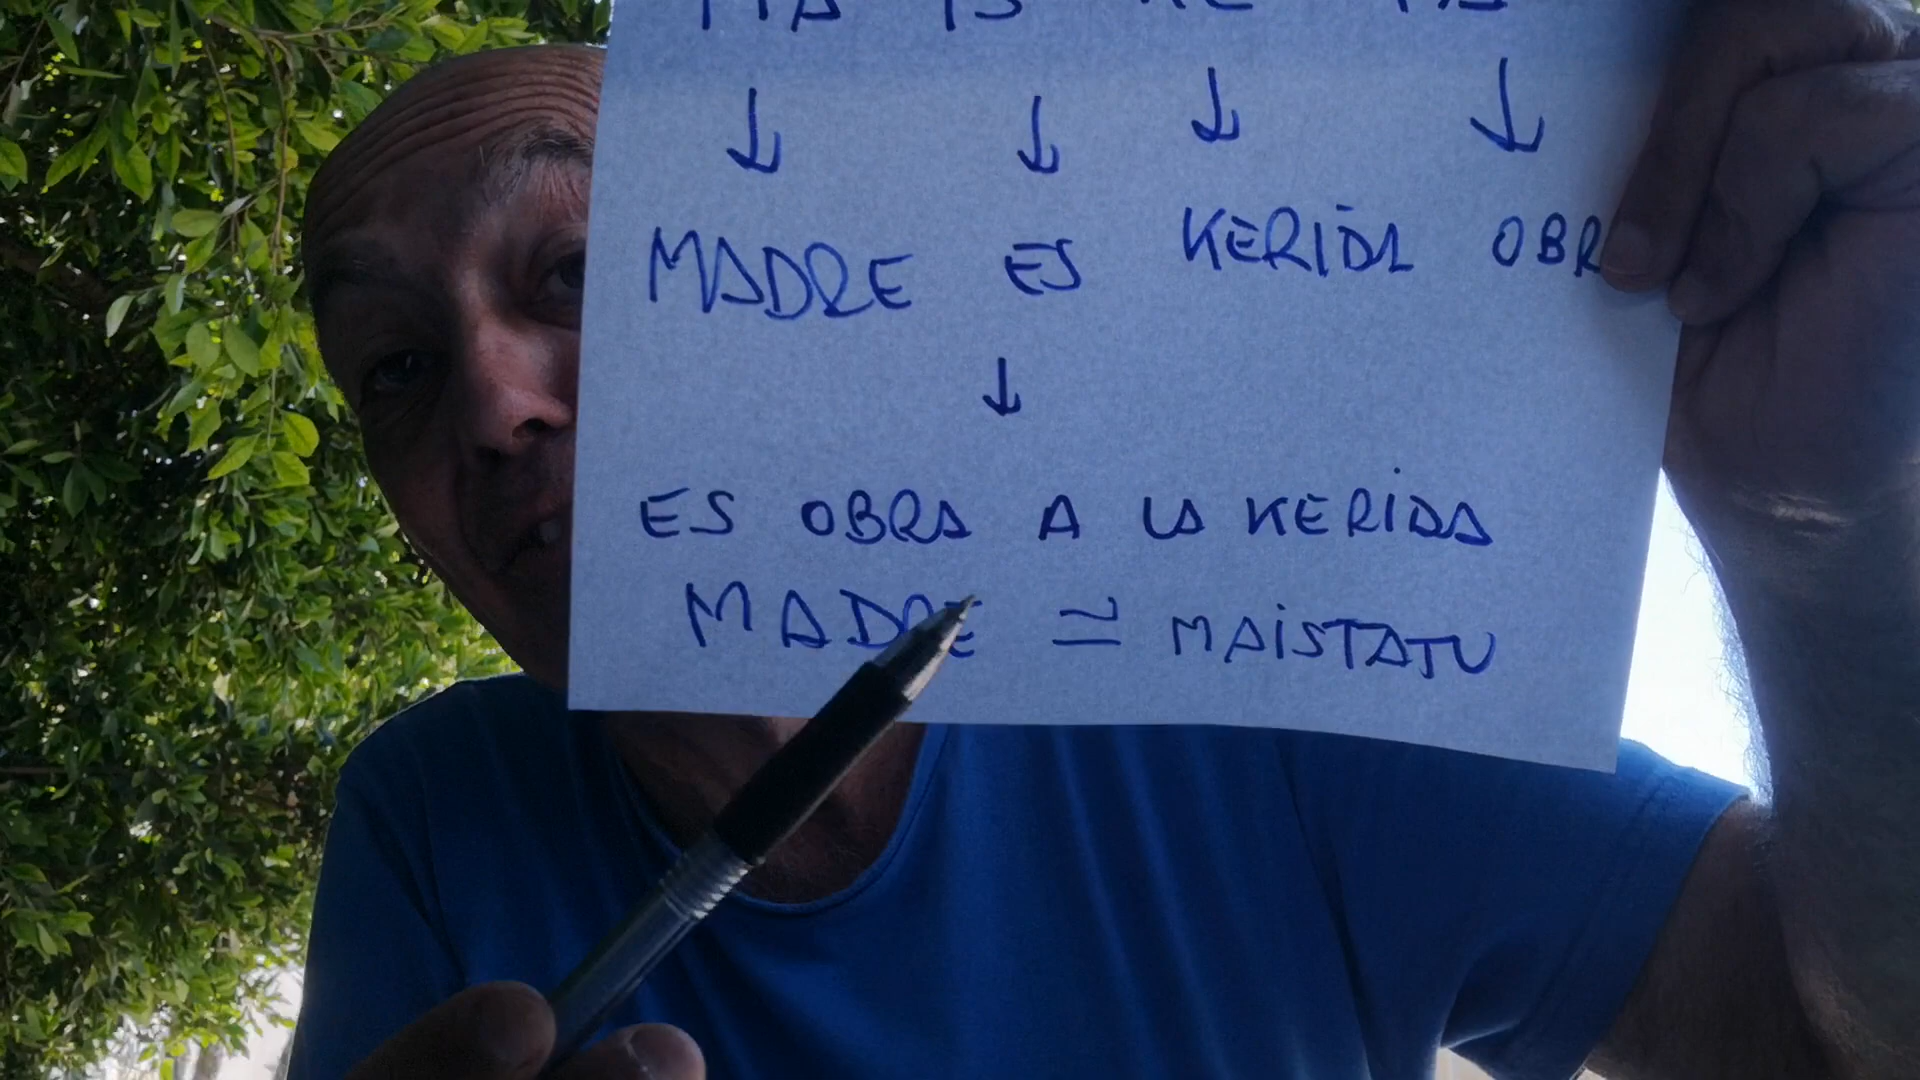 MADRE ES KERIDA OBR
ES OBRA A LA KERIDA
MADRE ≃ MAISTATU